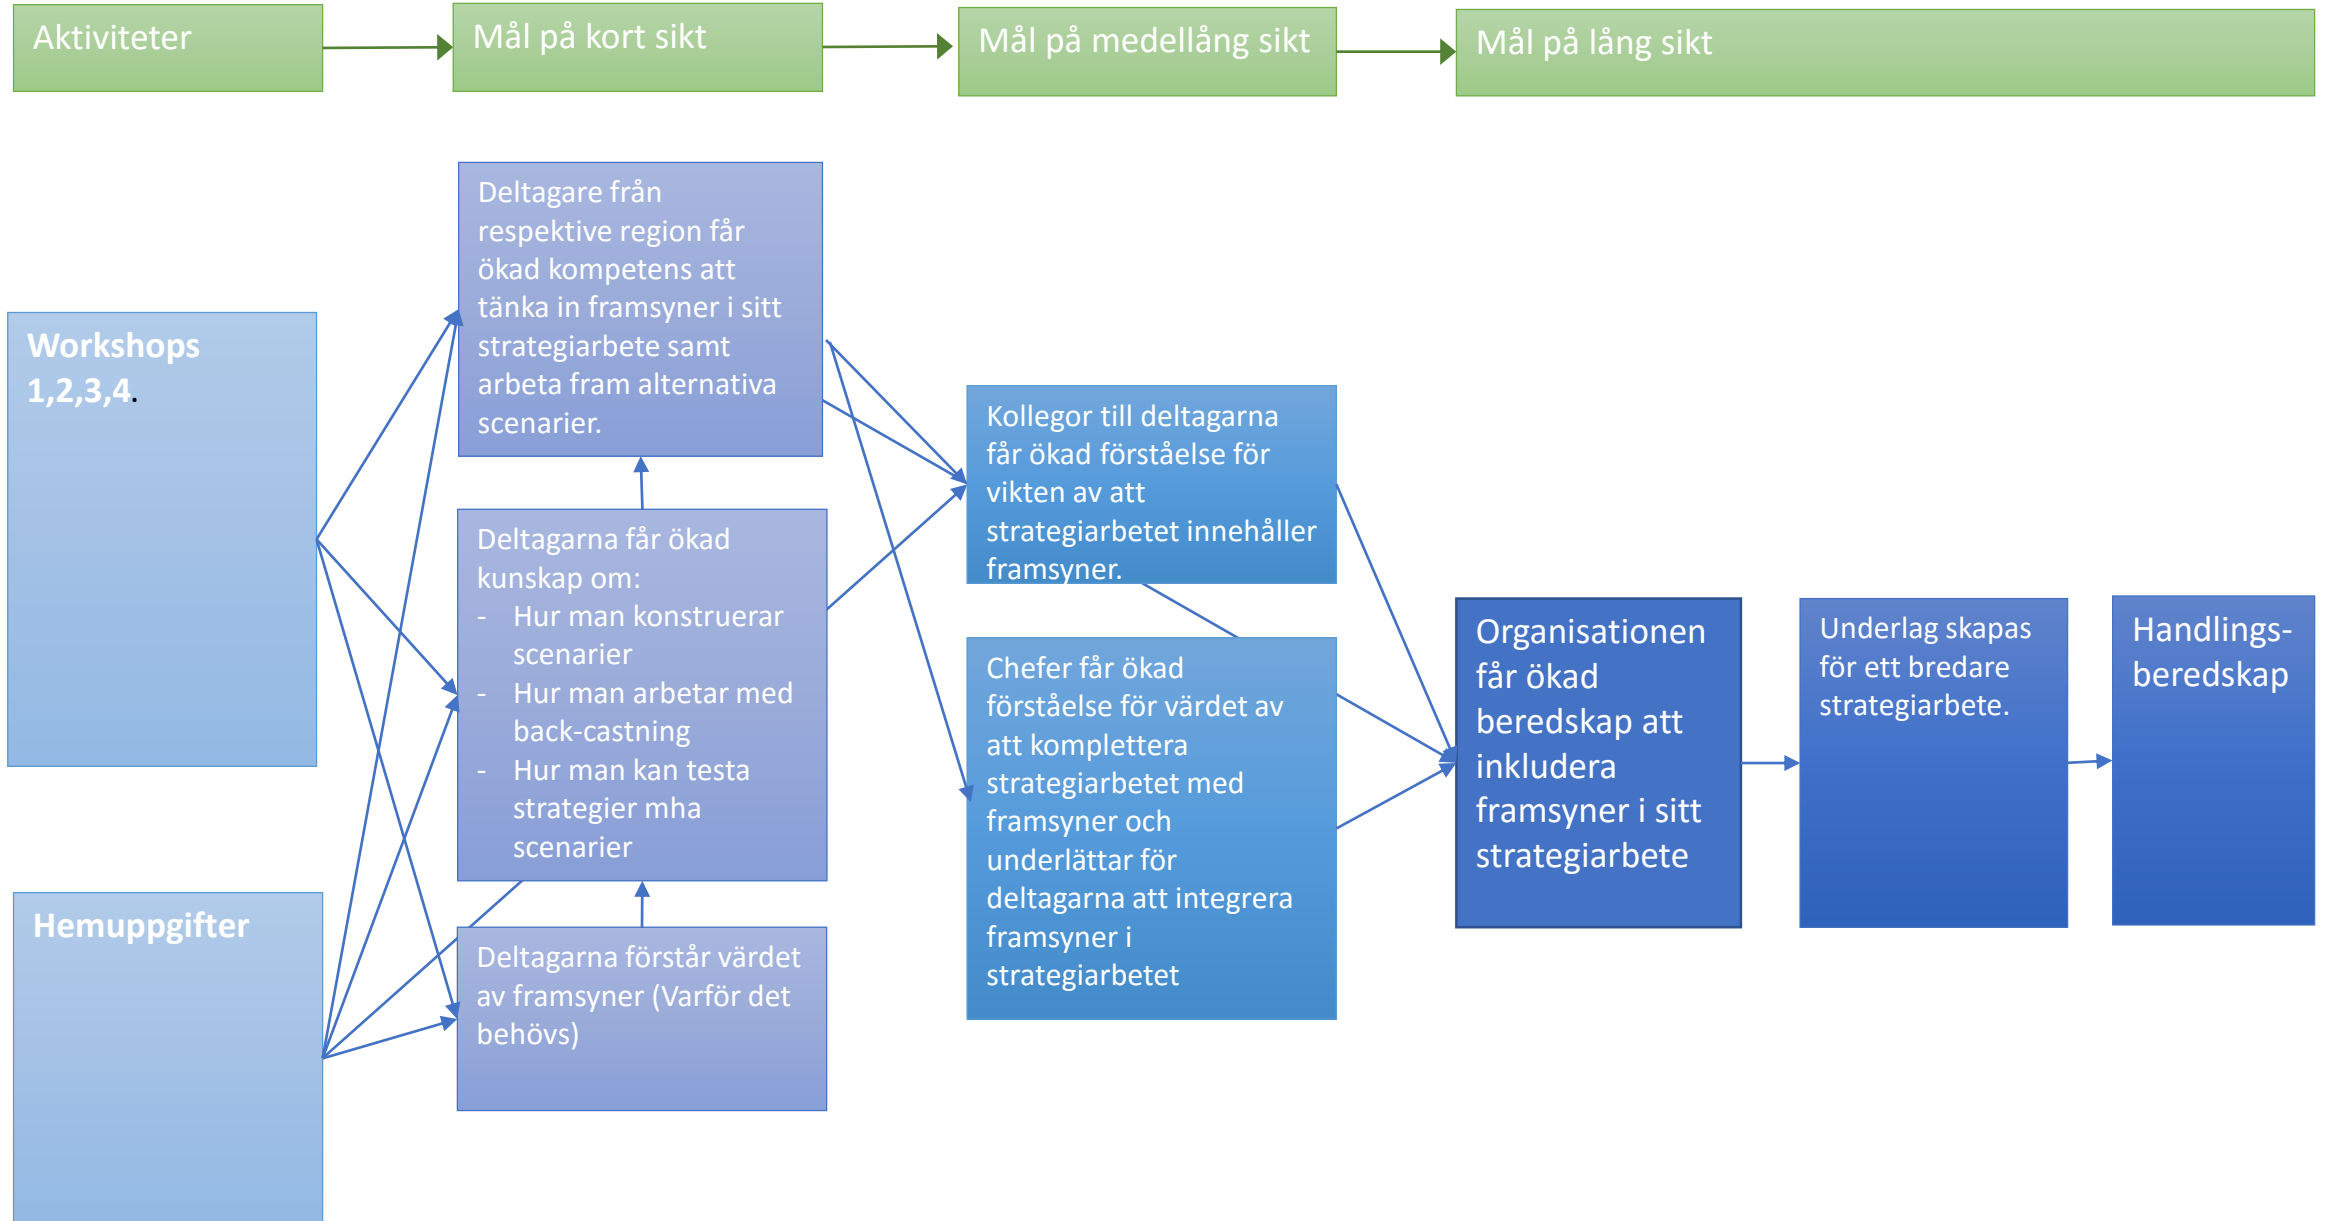 Aktiviteter
Mål på kort sikt
Mål på medellång sikt
Mål på lång sikt
Workshops
1,2,3,4.
Hemuppgifter
Deltagare från
respektive region får
ökad kompetens att
tänka in framsyner i sitt
strategiarbete samt
arbeta fram alternativa
scenarier.
Deltagarna får ökad
kunskap om:
- Hur man konstruerar
scenarier
- Hur man arbetar med
back-castning
- Hur man kan testa
strategier mha
scenarier
Deltagarna förstår värdet
av framsyner (Varför det
behövs)
Kollegor till deltagarna
får ökad förståelse för
vikten av att
strategiarbetet innehåller
framsyner.
Chefer får ökad
förståelse för värdet av
att komplettera
strategiarbetet med
framsyner och
underlättar för
deltagarna att integrera
framsyner i
strategiarbetet
Organisationen
får ökad
beredskap att
inkludera
framsyner i sitt
strategiarbete
Underlag skapas
för ett bredare
strategiarbete.
Handlings-
beredskap